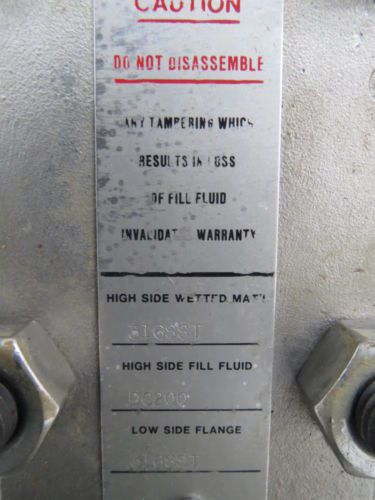 CAUTION
DO NOT DISASSEMBLE
ANY TAMPERING WHICH
RESULTS IN LOSS
OF FILL FLUID
INVALIDATES WARRANTY
HIGH SIDE WETTED MAT'L
316SST
HIGH SIDE FILL FLUID
DC200
LOW SIDE FLANGE
316SST